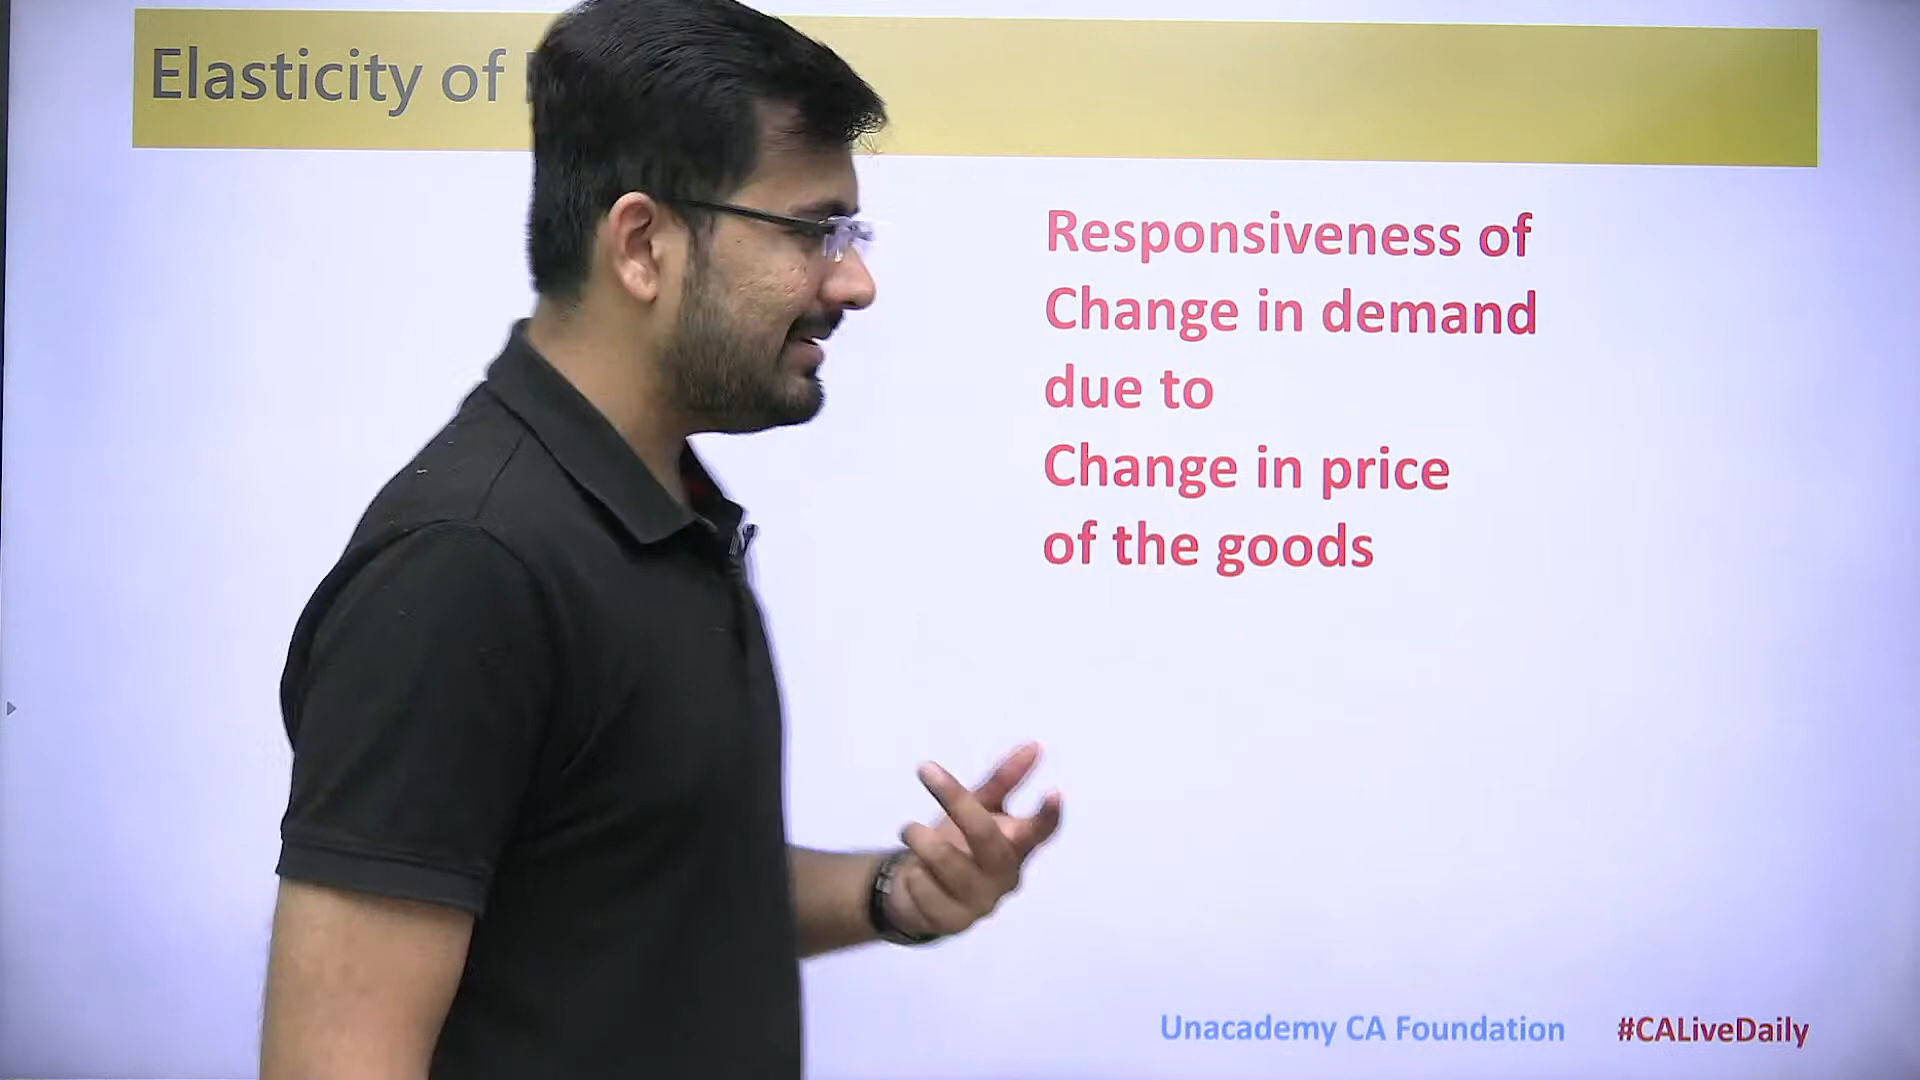 Elasticity of
Responsiveness of
Change in demand
due to
Change in price
of the goods
Unacademy CA Foundation #CALiveDaily